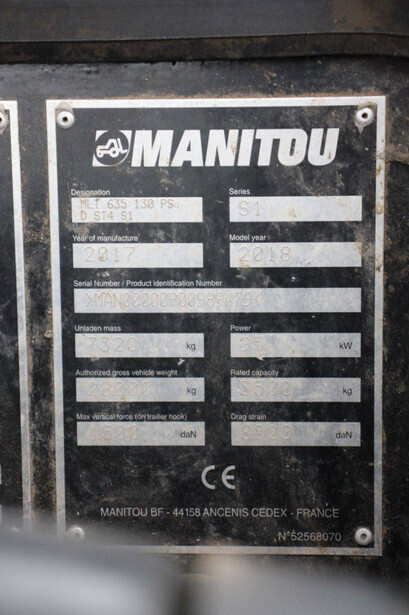 MANITOU
Designation Series
MLT 635 130 PS S1
D ST4 S1
Year of manufacture Model year
2017 2018
Serial Number / Product identification Number
Unladen mass Power
7320 kg kW
Authorized gross vehicle weight Rated capacity
kg kg
Max vertical force (on trailler hook) Drag strain
daN daN
CE
MANITOU BF - 44158 ANCENIS CEDEX - FRANCE
N°52568070